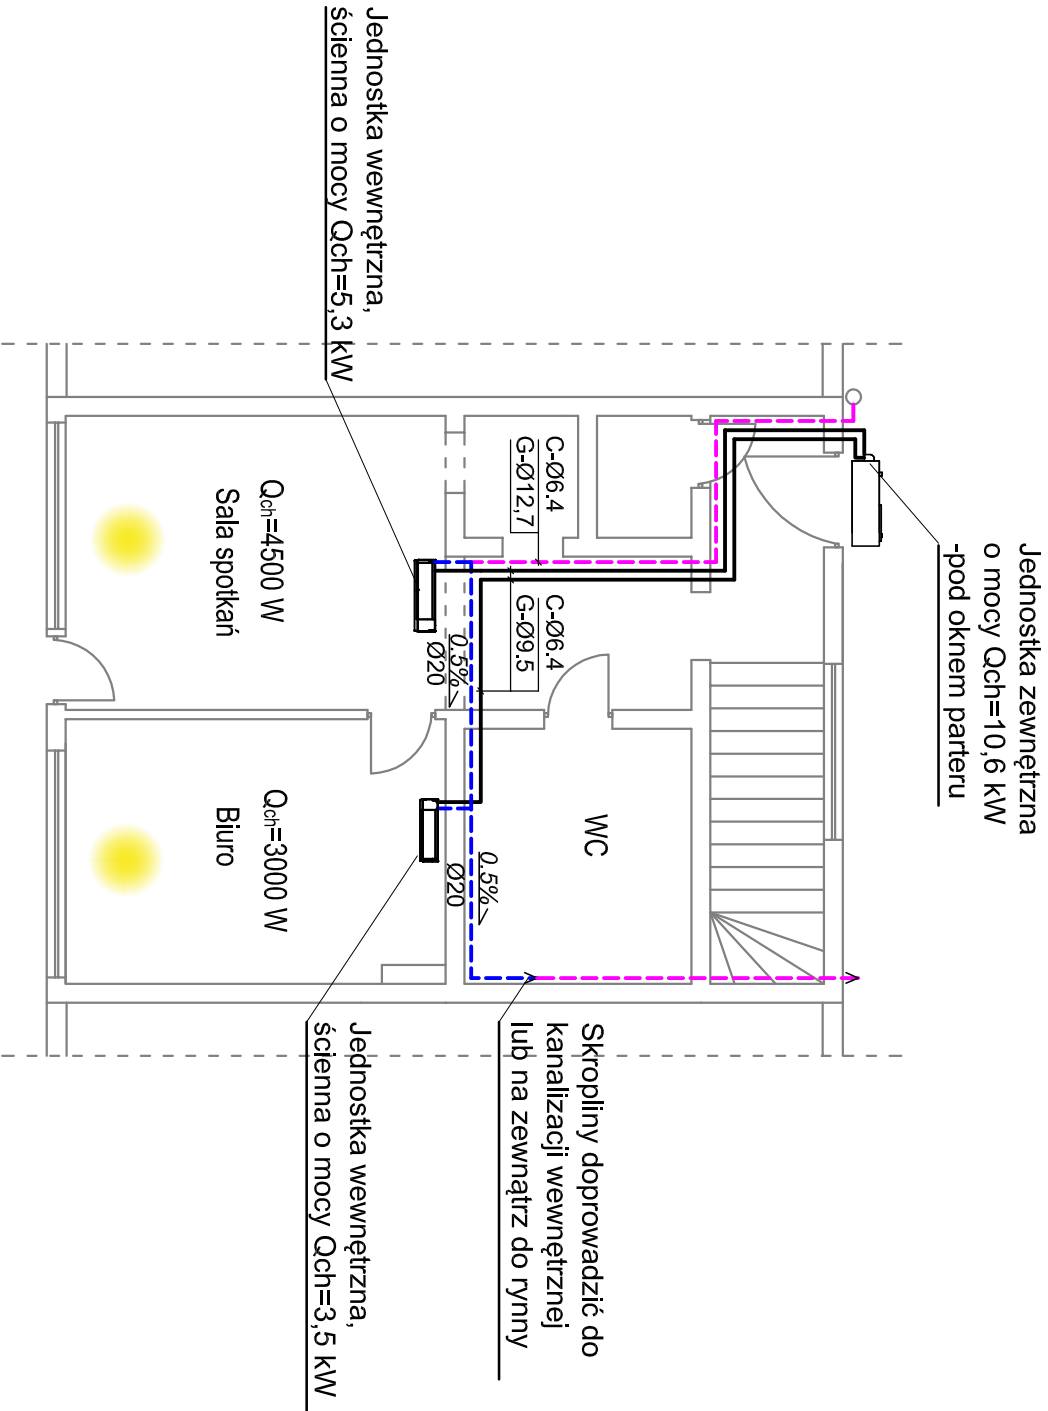 Jednostka zewnętrzna
o mocy Qch=10,6 kW
-pod oknem parteru
Jednostka wewnętrzna,
ścienna o mocy Qch=5,3 kW
C-Ø6.4
G-Ø12,7
C-Ø6.4
G-Ø9.5
0.5%
Ø20
Qch=4500 W
Sala spotkań
WC
0.5%
Ø20
Qch=3000 W
Biuro
Skropliny doprowadzić do
kanalizacji wewnętrznej
lub na zewnątrz do rynny
Jednostka wewnętrzna,
ścienna o mocy Qch=3,5 kW